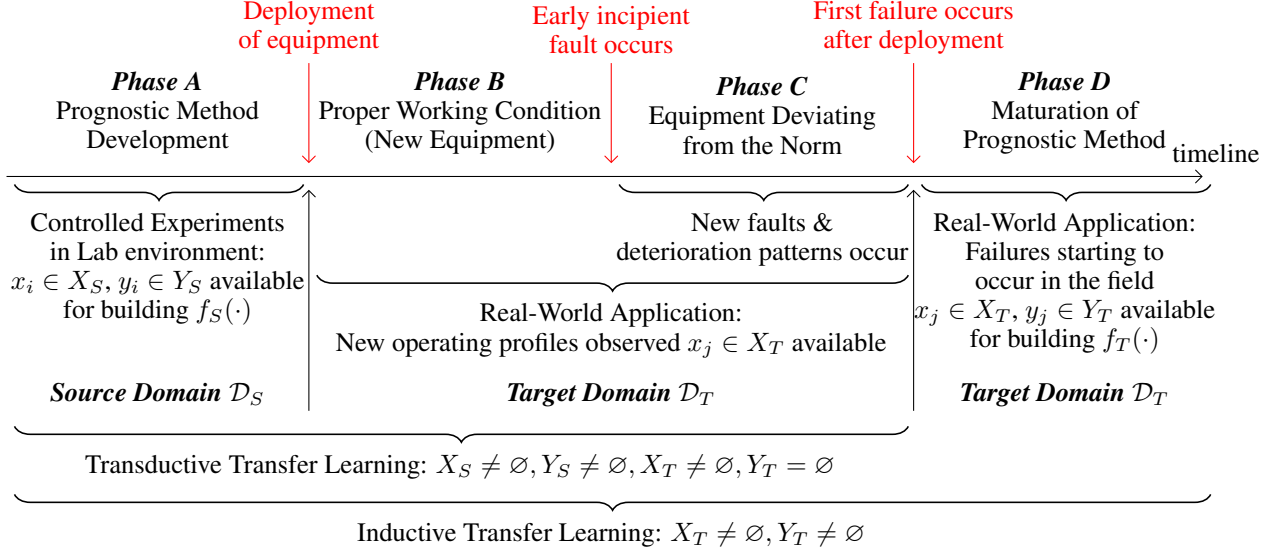 Deployment
of equipment
Early incipient
fault occurs
First failure occurs
after deployment
Phase A
Prognostic Method
Development
Phase B
Proper Working Condition
(New Equipment)
Phase C
Equipment Deviating
from the Norm
Phase D
Maturation of
Prognostic Method
timeline
Controlled Experiments
in Lab environment:
x_i ∈ X_S, y_i ∈ Y_S available
for building f_S(·)
New faults &
deterioration patterns occur
Real-World Application:
New operating profiles observed x_j ∈ X_T available
Real-World Application:
Failures starting to
occur in the field
x_j ∈ X_T, y_j ∈ Y_T available
for building f_T(·)
Source Domain 𝒟_S
Target Domain 𝒟_T
Target Domain 𝒟_T
Transductive Transfer Learning: X_S ≠ ∅, Y_S ≠ ∅, X_T ≠ ∅, Y_T = ∅
Inductive Transfer Learning: X_T ≠ ∅, Y_T ≠ ∅